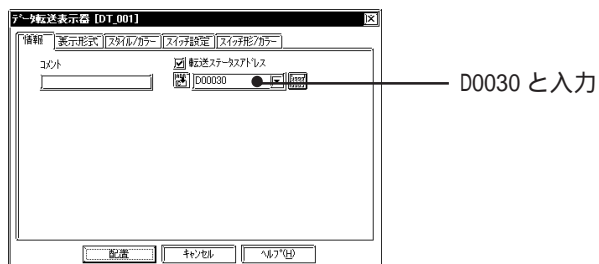 データ転送表示器 [DT_001]
情報 表示形式 スタイル/カラー スイッチ設定 スイッチ形/カラー
コメント
転送ステータスアドレス
D00030
D0030 と入力
配置 キャンセル ヘルプ(H)